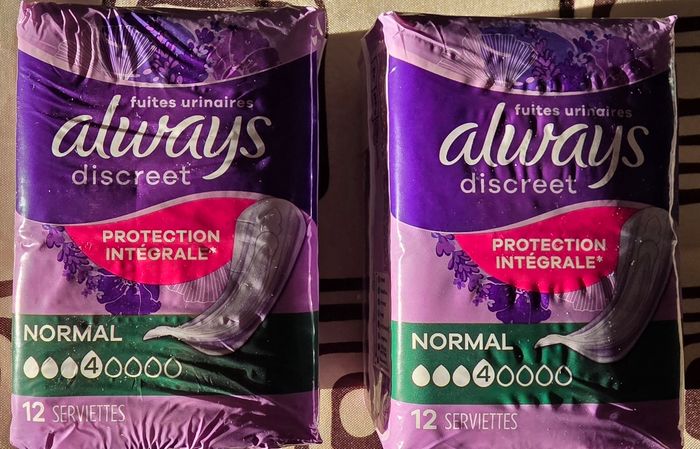 fuites urinaires
always
discreet
PROTECTION
INTÉGRALE*
NORMAL
4
12 SERVIETTES
fuites urinaires
always
discreet
PROTECTION
INTÉGRALE*
NORMAL
4
12 SERVIETTES